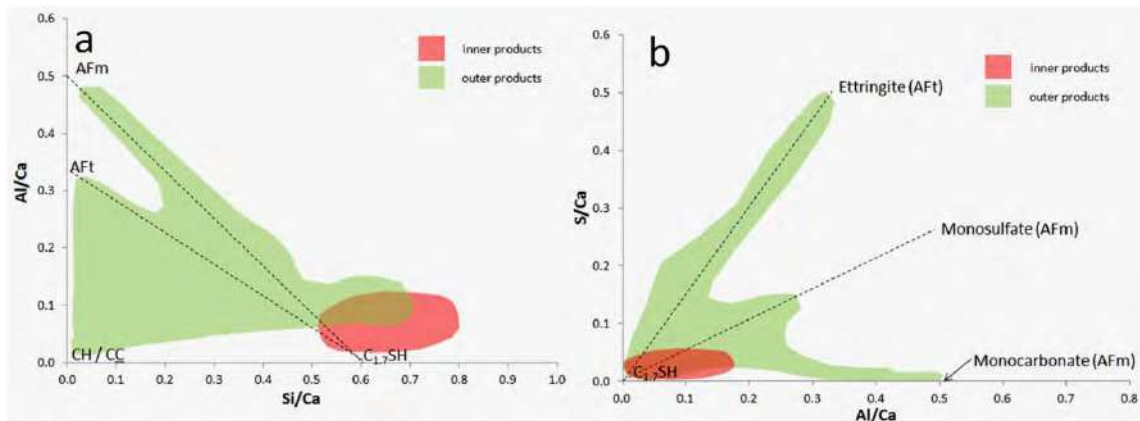 a
0.6
0.5
0.4
0.3
0.2
0.1
0.0
Al/Ca
AFm
AFt
CH / CC
C1.7SH
inner products
outer products
0.0 0.1 0.2 0.3 0.4 0.5 0.6 0.7 0.8 0.9 1.0
Si/Ca
b
0.6
0.5
0.4
0.3
0.2
0.1
0.0
S/Ca
inner products
outer products
Ettringite (AFt)
Monosulfate (AFm)
Monocarbonate (AFm)
C1.7SH
0.0 0.1 0.2 0.3 0.4 0.5 0.6 0.7 0.8
Al/Ca